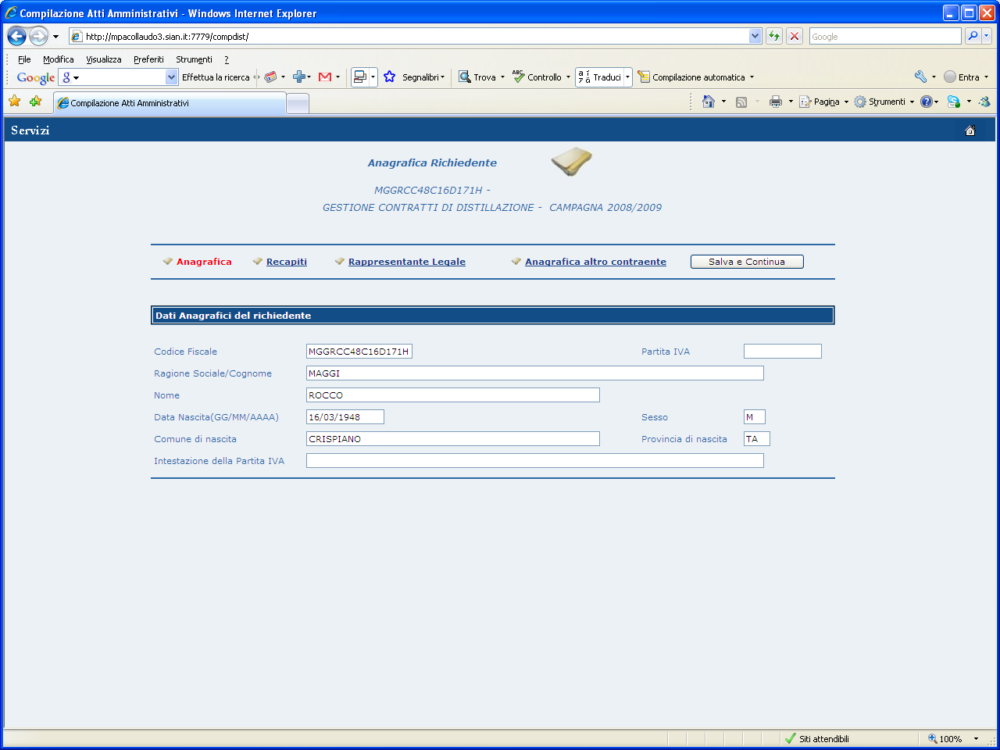 Compilazione Atti Amministrativi - Windows Internet Explorer
http://mpacollaudo3.sian.it:7779/compdist/
Google
File Modifica Visualizza Preferiti Strumenti ?
Google g Effettua la ricerca Segnalibri Trova ABC Controllo Traduci Compilazione automatica Entra
Compilazione Atti Amministrativi
Pagina Strumenti
Servizi
Anagrafica Richiedente
MGGRCC48C16D171H -
GESTIONE CONTRATTI DI DISTILLAZIONE - CAMPAGNA 2008/2009
Anagrafica Recapiti Rappresentante Legale Anagrafica altro contraente Salva e Continua
Dati Anagrafici del richiedente
Codice Fiscale MGGRCC48C16D171H Partita IVA
Ragione Sociale/Cognome MAGGI
Nome ROCCO
Data Nascita(GG/MM/AAAA) 16/03/1948 Sesso M
Comune di nascita CRISPIANO Provincia di nascita TA
Intestazione della Partita IVA
Siti attendibili 100%